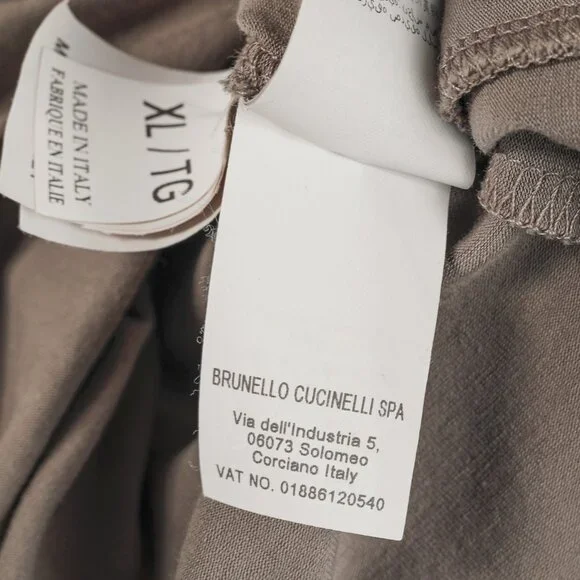 XL / TG
MADE IN ITALY
FABRIQUE EN ITALIE
M
BRUNELLO CUCINELLI SPA
Via dell'Industria 5,
06073 Solomeo
Corciano Italy
VAT NO. 01886120540